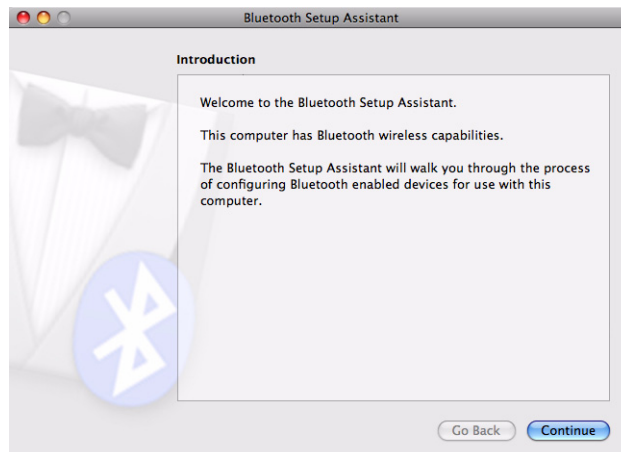 Bluetooth Setup Assistant
Introduction
Welcome to the Bluetooth Setup Assistant.
This computer has Bluetooth wireless capabilities.
The Bluetooth Setup Assistant will walk you through the process
of configuring Bluetooth enabled devices for use with this
computer.
Go Back
Continue